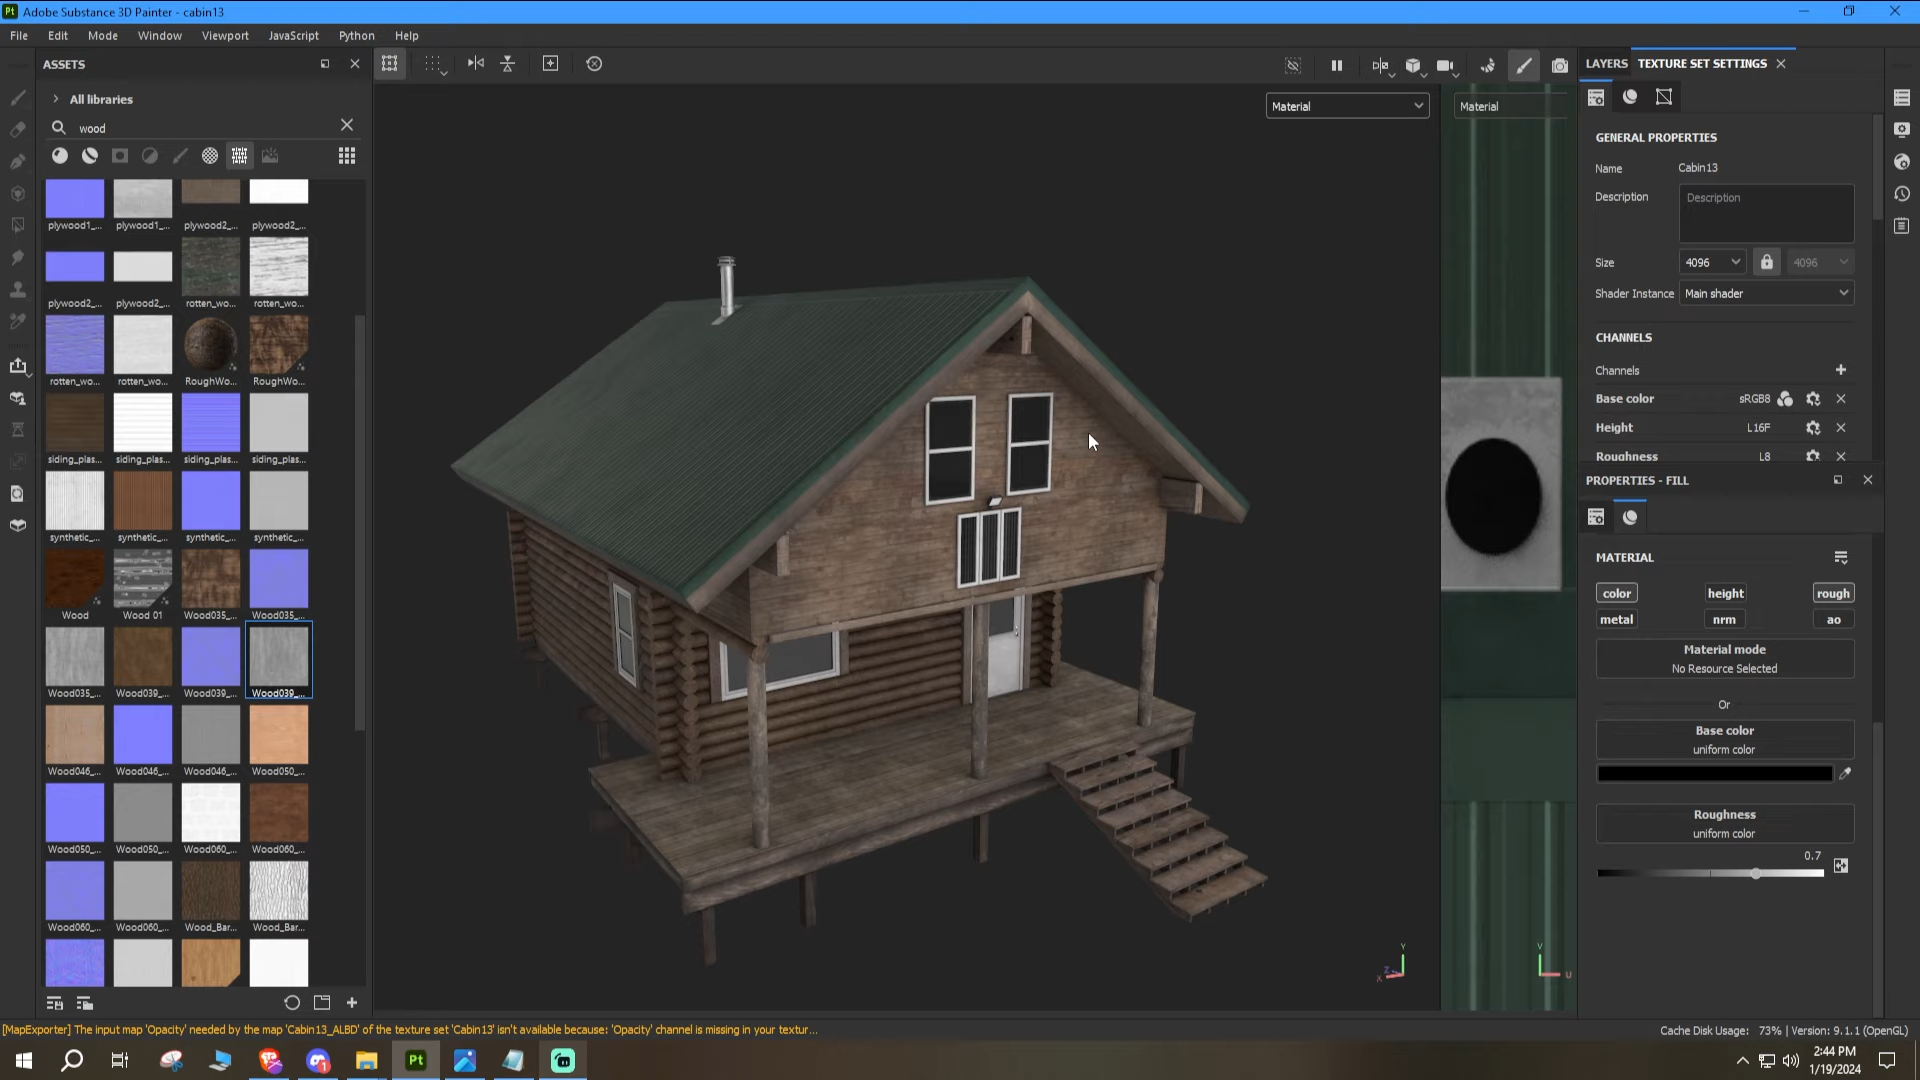 Pt Adobe Substance 3D Painter - cabin13
File Edit Mode Window Viewport JavaScript Python Help
ASSETS
All libraries
wood
plywood1_... plywood1_... plywood2_... plywood2_...
plywood2_... plywood2_... rotten_wo... rotten_wo...
rotten_wo... rotten_wo... RoughWo... RoughWo...
siding_plas... siding_plas... siding_plas... siding_plas...
synthetic_... synthetic_... synthetic_... synthetic_...
Wood Wood 01 Wood035_... Wood035_...
Wood035_... Wood039_... Wood039_... Wood039_...
Wood046_... Wood046_... Wood046_... Wood050_...
Wood050_... Wood050_... Wood060_... Wood060_...
Wood060_... Wood060_... Wood_Bar... Wood_Bar...
Material
Material
Y
Z
X
V
U
LAYERS TEXTURE SET SETTINGS
GENERAL PROPERTIES
Name Cabin13
Description Description
Size 4096 4096
Shader Instance Main shader
CHANNELS
Channels
Base color sRGB8
Height L16F
Roughness L8
PROPERTIES - FILL
MATERIAL
color height rough
metal nrm ao
Material mode
No Resource Selected
Or
Base color
uniform color
Roughness
uniform color
0.7
[MapExporter] The input map 'Opacity' needed by the map 'Cabin13_ALBD' of the texture set 'Cabin13' isn't available because: 'Opacity' channel is missing in your textur...
Cache Disk Usage: 73% | Version: 9.1.1 (OpenGL)
Pt
1
2:44 PM
1/19/2024